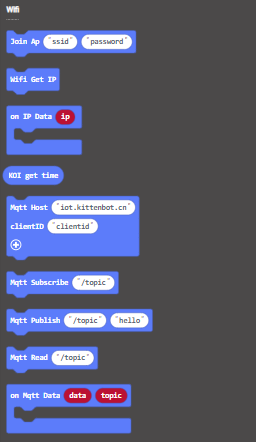 Wifi
Join Ap "ssid" "password"
Wifi Get IP
on IP Data ip
KOI get time
Mqtt Host "iot.kittenbot.cn"
clientID "clientid"
Mqtt Subscribe "/topic"
Mqtt Publish "/topic" "hello"
Mqtt Read "/topic"
on Mqtt Data data topic